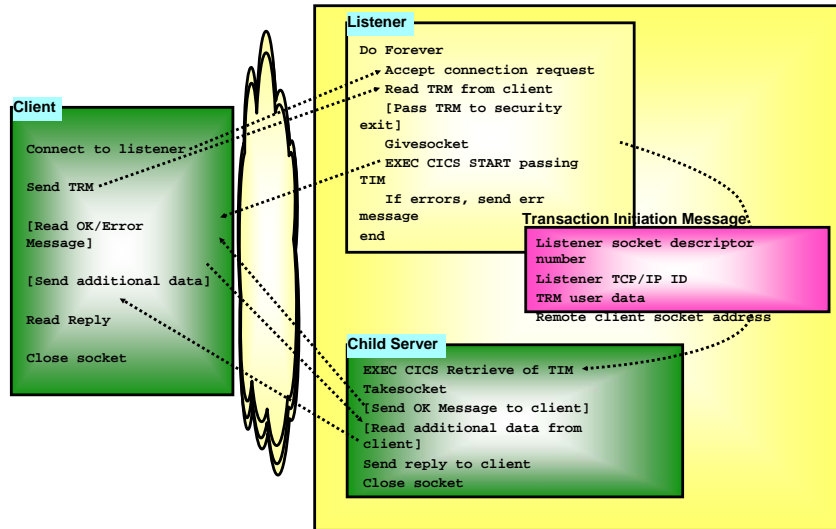 Listener
Do Forever
Accept connection request
Read TRM from client
[Pass TRM to security
exit]
Givesocket
EXEC CICS START passing
TIM
If errors, send err
message
end
Client
Connect to listener
Send TRM
[Read OK/Error
Message]
[Send additional data]
Read Reply
Close socket
Transaction Initiation Message
Listener socket descriptor
number
Listener TCP/IP ID
TRM user data
Remote client socket address
Child Server
EXEC CICS Retrieve of TIM
Takesocket
[Send OK Message to client]
[Read additional data from
client]
Send reply to client
Close socket